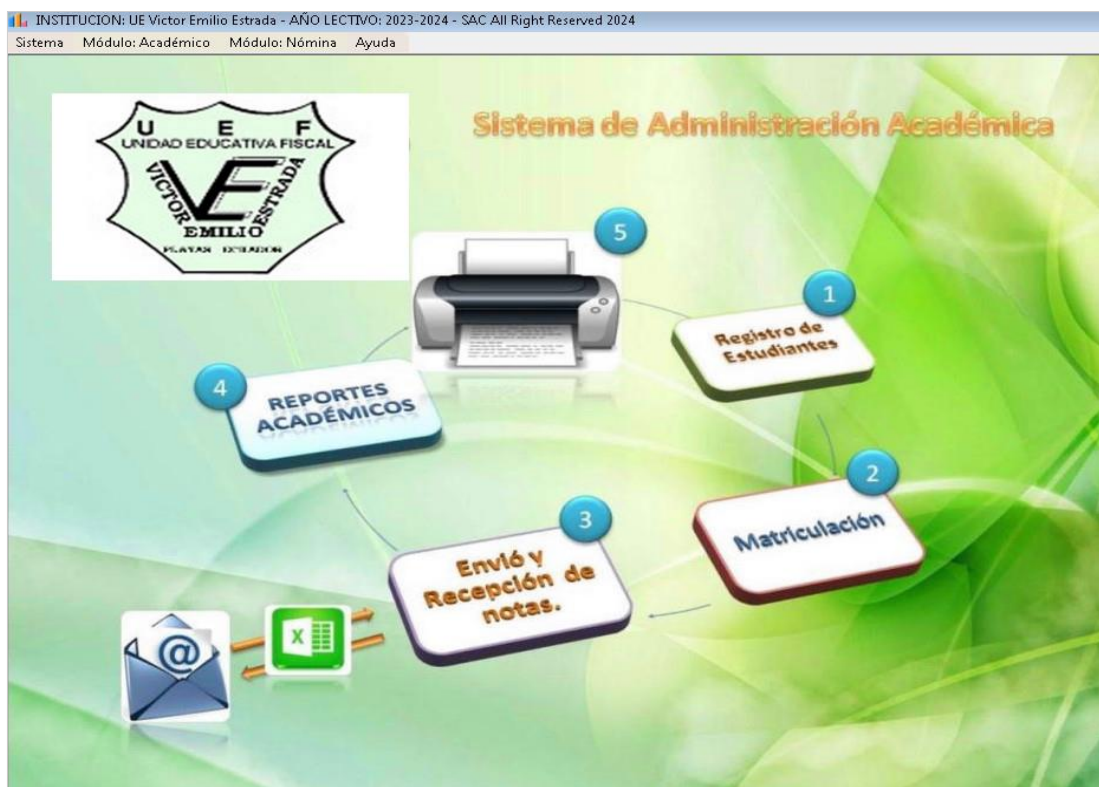 INSTITUCION: UE Victor Emilio Estrada - AÑO LECTIVO: 2023-2024 - SAC All Right Reserved 2024
Sistema Módulo: Académico Módulo: Nómina Ayuda
Sistema de Administración Académica
U E F
UNIDAD EDUCATIVA FISCAL
VICTOR
VE
ESTRADA
EMILIO
PLAYAS ECUADOR
5
1
Registro de
Estudiantes
4
REPORTES
ACADÉMICOS
2
Matriculación
3
Envió y
Recepción de
notas.
@
X